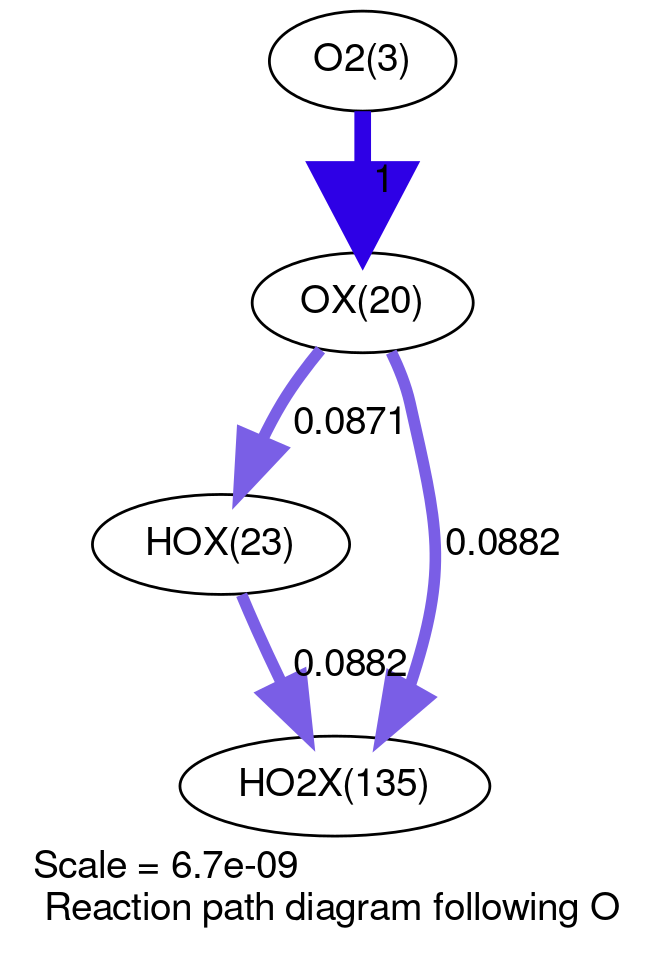 O2(3)
1
OX(20)
0.0871
HOX(23)
0.0882
0.0882
HO2X(135)
Scale = 6.7e-09
Reaction path diagram following O